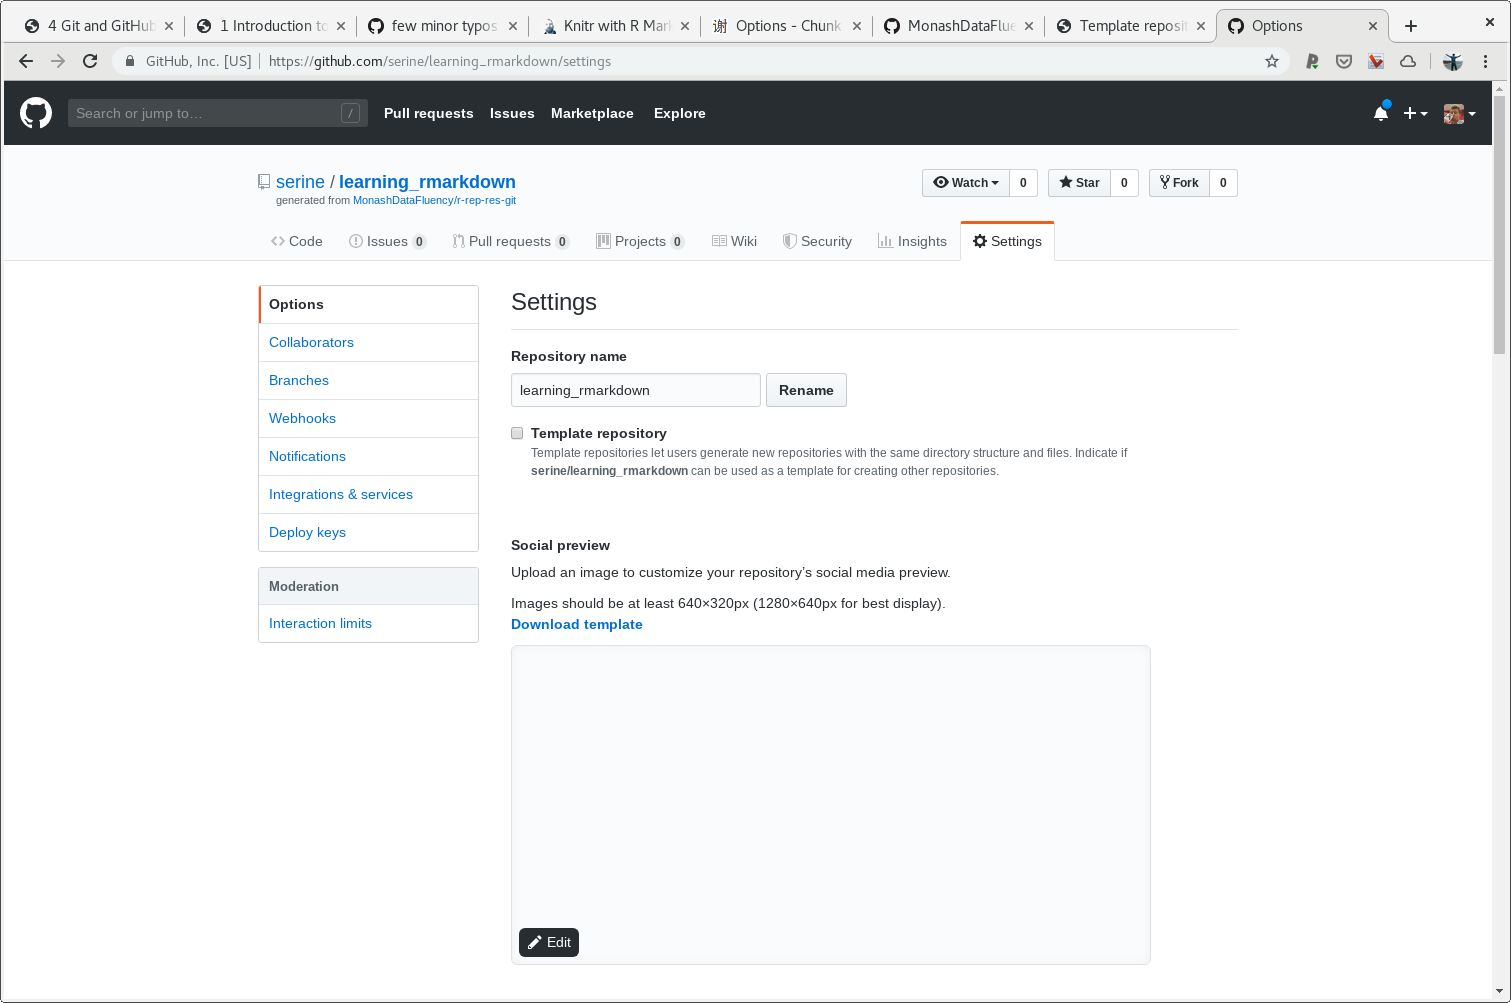 4 Git and GitHub
1 Introduction to
few minor typos
Knitr with R Mar
谢 Options - Chunk
MonashDataFlue
Template reposit
Options
GitHub, Inc. [US]
https://github.com/serine/learning_rmarkdown/settings
Search or jump to…
/
Pull requests
Issues
Marketplace
Explore
serine / learning_rmarkdown
Watch 0
Star 0
Fork 0
generated from MonashDataFluency/r-rep-res-git
Code
Issues 0
Pull requests 0
Projects 0
Wiki
Security
Insights
Settings
Options
Collaborators
Branches
Webhooks
Notifications
Integrations & services
Deploy keys
Moderation
Interaction limits
Settings
Repository name
learning_rmarkdown
Rename
Template repository
Template repositories let users generate new repositories with the same directory structure and files. Indicate if
serine/learning_rmarkdown can be used as a template for creating other repositories.
Social preview
Upload an image to customize your repository’s social media preview.
Images should be at least 640×320px (1280×640px for best display).
Download template
Edit